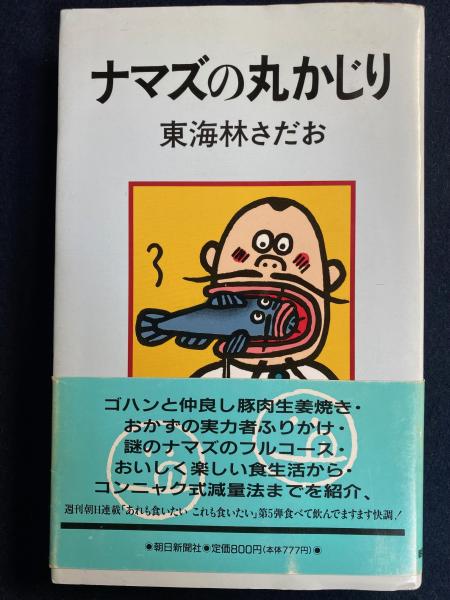 ナマズの丸かじり
東海林さだお
ゴハンと仲良し豚肉生姜焼き・
おかずの実力者ふりかけ・
謎のナマズのフルコース・
おいしく楽しい食生活から・
コンニャク式減量法までを紹介、
週刊朝日連載「あれも食いたい これも食いたい」第5弾食べて飲んでますます快調!
●朝日新聞社●定価800円(本体777円)